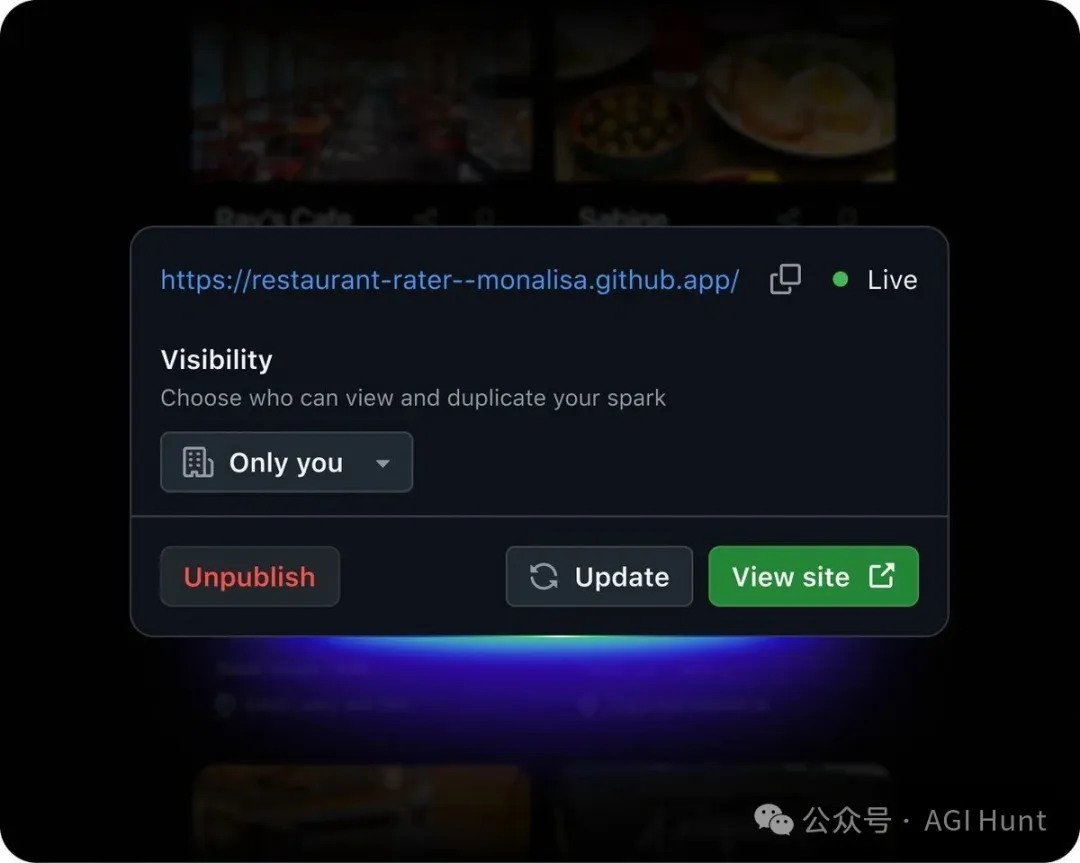 Ray's Cafe
Sabine
https://restaurant-rater--monalisa.github.app/
Live
Visibility
Choose who can view and duplicate your spark
Only you
Unpublish
Update
View site
公众号 · AGI Hunt